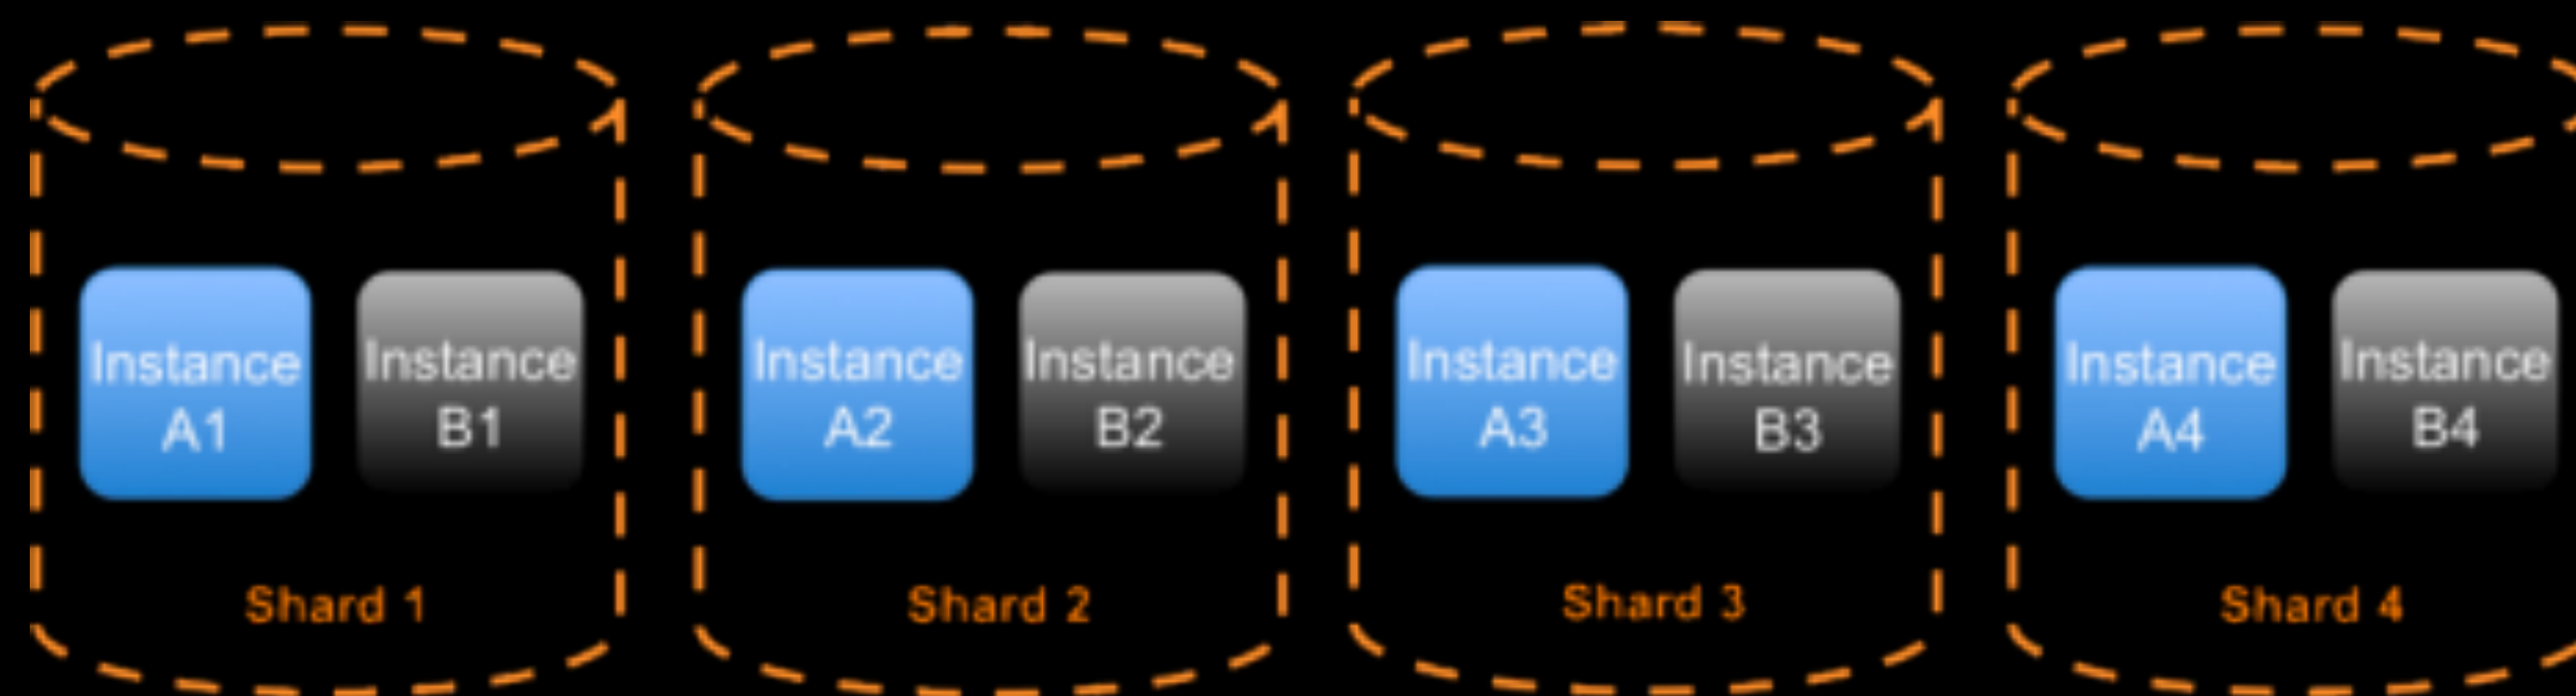 Instance
A1
Instance
B1
Shard 1
Instance
A2
Instance
B2
Shard 2
Instance
A3
Instance
B3
Shard 3
Instance
A4
Instance
B4
Shard 4